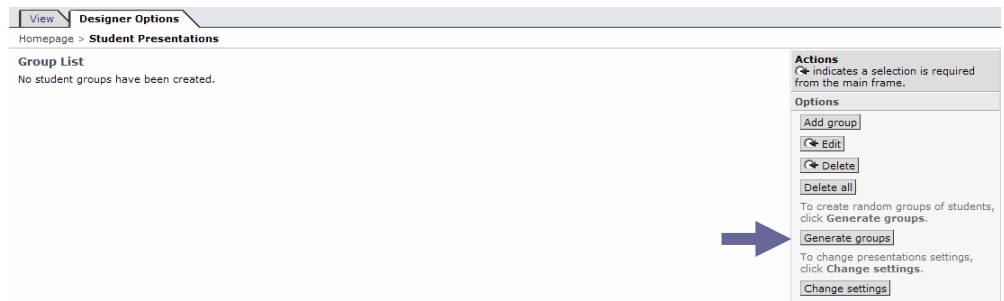 View Designer Options
Homepage > Student Presentations
Group List
No student groups have been created.
Actions
indicates a selection is required
from the main frame.
Options
Add group
Edit
Delete
Delete all
To create random groups of students,
click Generate groups.
Generate groups
To change presentations settings,
click Change settings.
Change settings